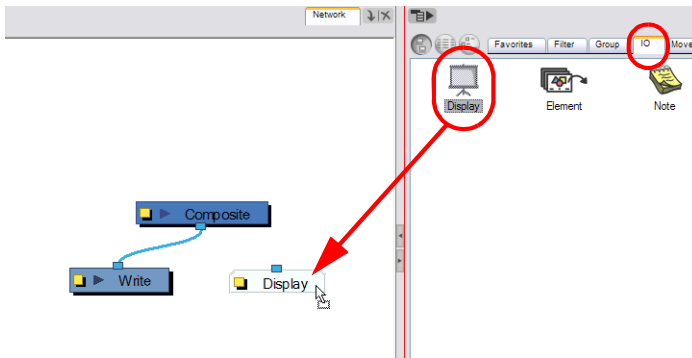 Network
Favorites Filter Group IO Move
Display Element Note
Composite
Write Display